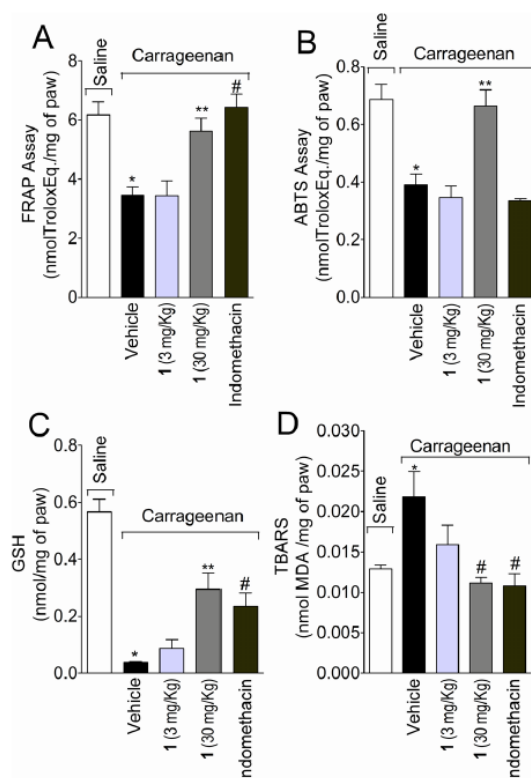 A
Saline
Carrageenan
FRAP Assay
(nmolTroloxEq./mg of paw)
8
6
4
2
0
*
**
#
Vehicle
1 (3 mg/Kg)
1 (30 mg/Kg)
Indomethacin
B
Saline
Carrageenan
ABTS Assay
(nmolTroloxEq./mg of paw)
0.8
0.6
0.4
0.2
0.0
*
**
Vehicle
1 (3 mg/Kg)
1 (30 mg/Kg)
Indomethacin
C
Saline
Carrageenan
GSH
(nmol/mg of paw)
0.8
0.6
0.4
0.2
0.0
*
**
#
Vehicle
1 (3 mg/Kg)
1 (30 mg/Kg)
Indomethacin
D
Saline
Carrageenan
TBARS
(nmol MDA /mg of paw)
0.030
0.025
0.020
0.015
0.010
0.005
0.000
*
#
#
Vehicle
1 (3 mg/Kg)
1 (30 mg/Kg)
ndomethacin